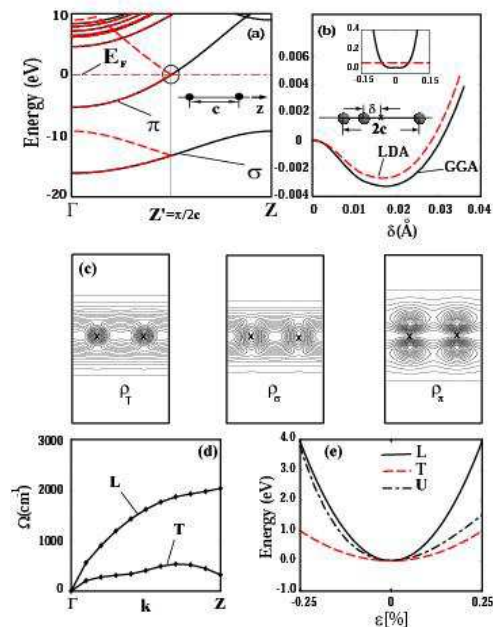 10
0
-10
-20
Energy (eV)
(a)
E_F
π
σ
c
z
Γ
Z'=π/2c
Z
(b)
0.006
0.004
0.002
0
-0.002
-0.004
0.4
0.2
0.0
-0.15
0
0.15
δ
2c
LDA
GGA
0
0.01
0.02
0.03
0.04
δ(Å)
(c)
ρ_T
ρ_σ
ρ_π
3000
2000
1000
0
Ω(cm⁻¹)
(d)
L
T
Γ
k
Z
4.0
3.0
2.0
1.0
0.0
-1.0
Energy (eV)
(e)
L
T
U
-0.25
0
0.25
ε[%]